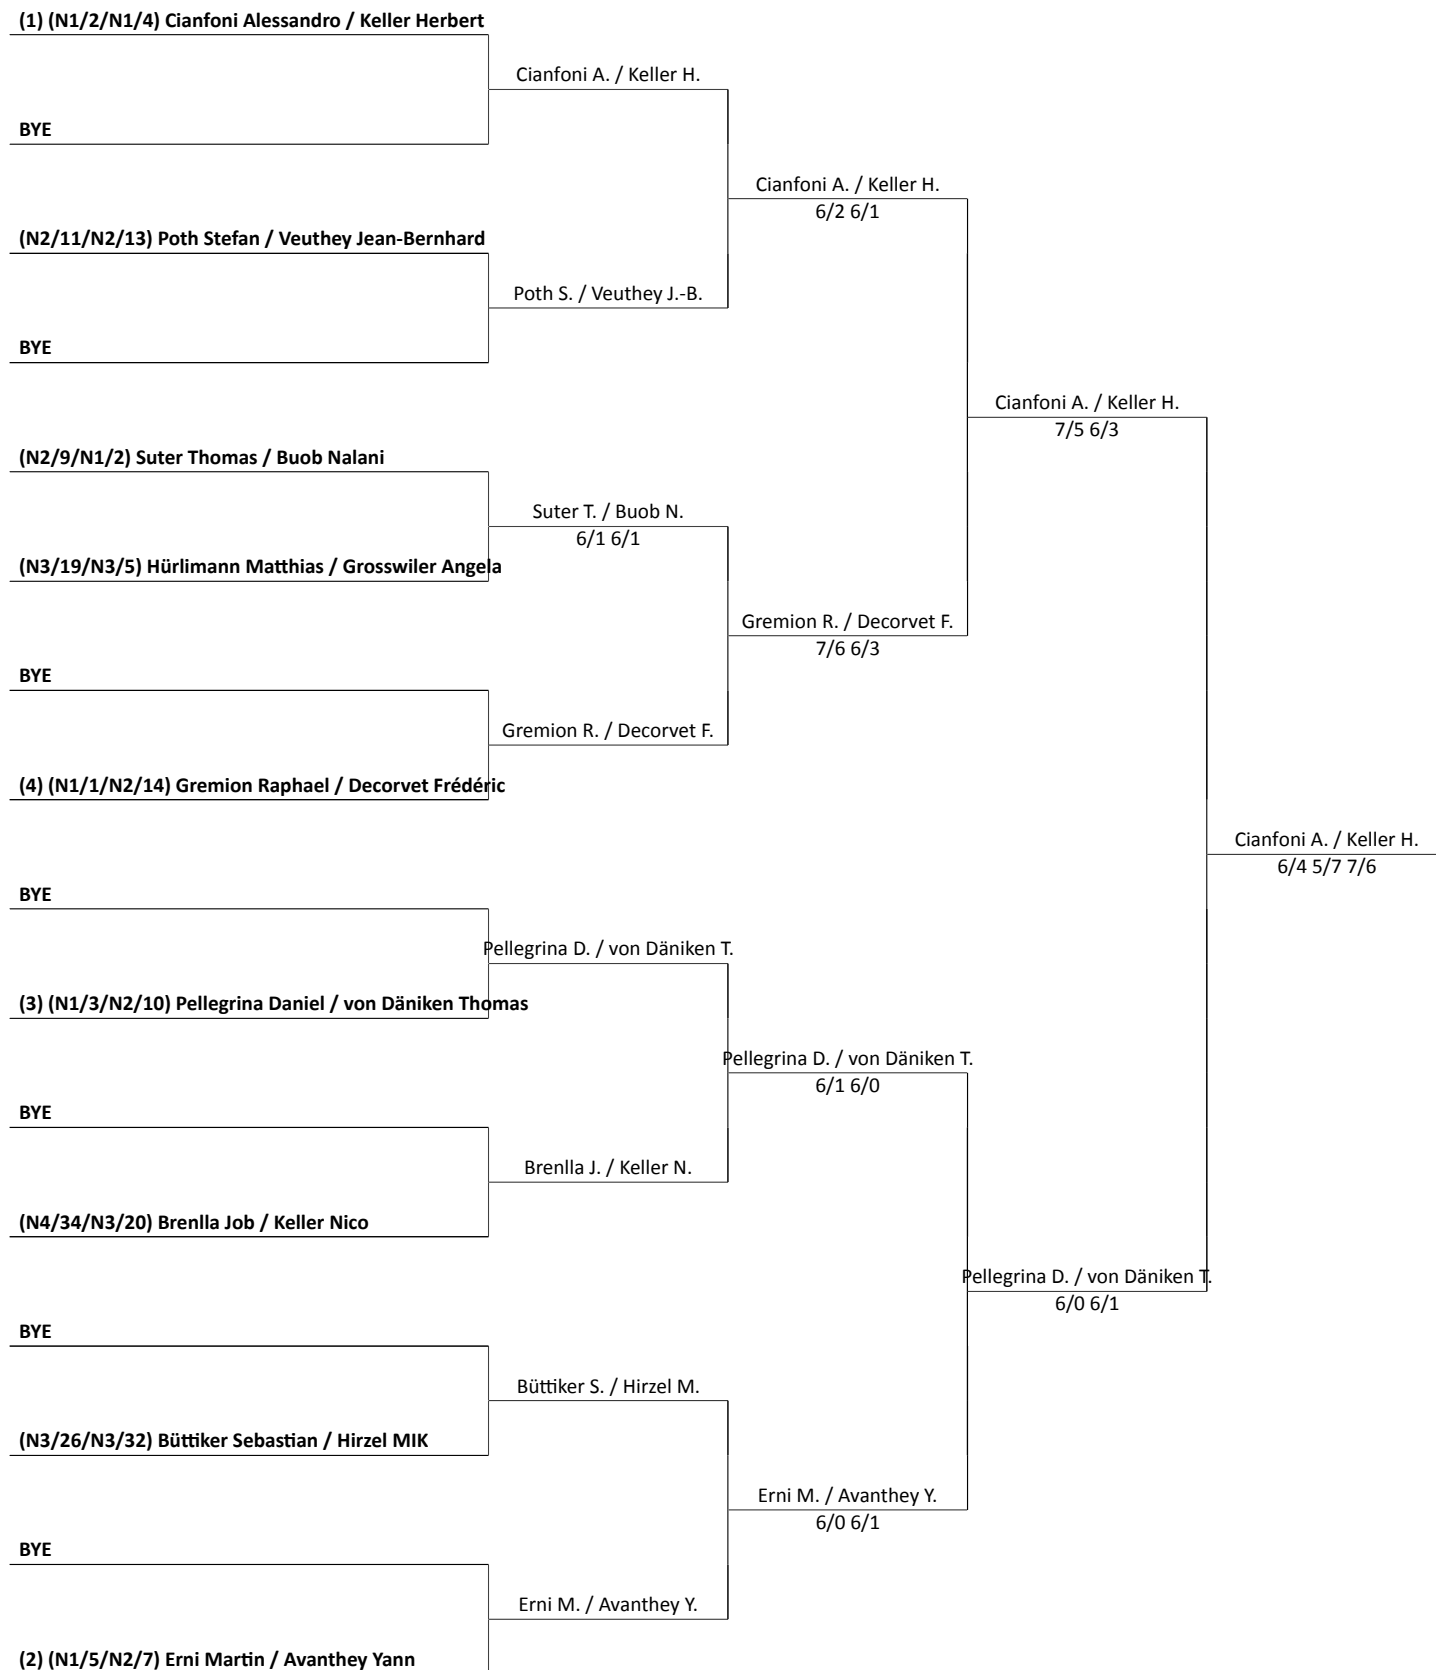 (1) (N1/2/N1/4) Cianfoni Alessandro / Keller Herbert
Cianfoni A. / Keller H.
BYE
Cianfoni A. / Keller H.
6/2 6/1
(N2/11/N2/13) Poth Stefan / Veuthey Jean-Bernhard
Poth S. / Veuthey J.-B.
BYE
Cianfoni A. / Keller H.
7/5 6/3
(N2/9/N1/2) Suter Thomas / Buob Nalani
Suter T. / Buob N.
6/1 6/1
(N3/19/N3/5) Hürlimann Matthias / Grosswiler Angela
Gremion R. / Decorvet F.
7/6 6/3
BYE
Gremion R. / Decorvet F.
(4) (N1/1/N2/14) Gremion Raphael / Decorvet Frédéric
Cianfoni A. / Keller H.
6/4 5/7 7/6
BYE
Pellegrina D. / von Däniken T.
(3) (N1/3/N2/10) Pellegrina Daniel / von Däniken Thomas
Pellegrina D. / von Däniken T.
6/1 6/0
BYE
Brenlla J. / Keller N.
(N4/34/N3/20) Brenlla Job / Keller Nico
Pellegrina D. / von Däniken T.
6/0 6/1
BYE
Büttiker S. / Hirzel M.
(N3/26/N3/32) Büttiker Sebastian / Hirzel MIK
Erni M. / Avanthey Y.
6/0 6/1
BYE
Erni M. / Avanthey Y.
(2) (N1/5/N2/7) Erni Martin / Avanthey Yann